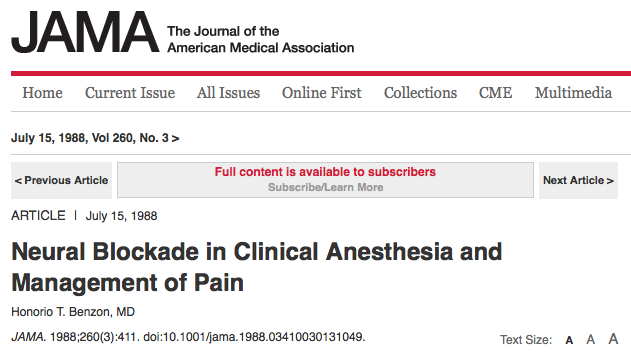 JAMA The Journal of the
American Medical Association
Home Current Issue All Issues Online First Collections CME Multimedia
July 15, 1988, Vol 260, No. 3 >
< Previous Article Full content is available to subscribers Next Article >
Subscribe/Learn More
ARTICLE | July 15, 1988
Neural Blockade in Clinical Anesthesia and
Management of Pain
Honorio T. Benzon, MD
JAMA. 1988;260(3):411. doi:10.1001/jama.1988.03410030131049.
Text Size: A A A